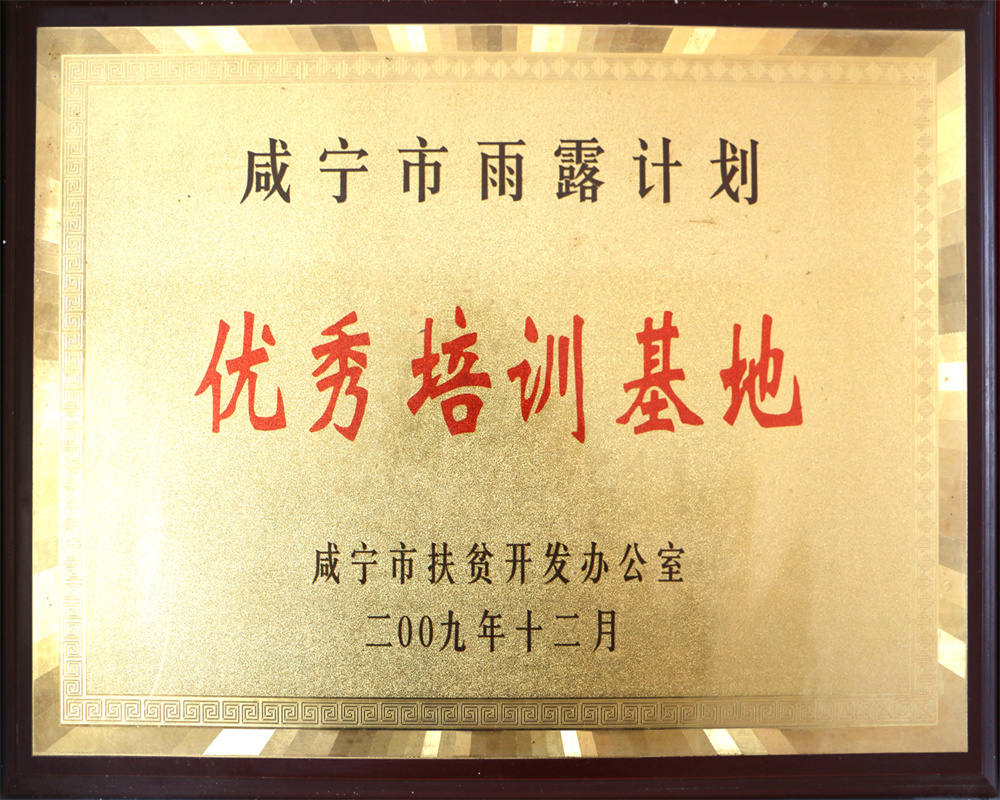 咸宁市雨露计划
优秀培训基地
咸宁市扶贫开发办公室
二00九年十二月